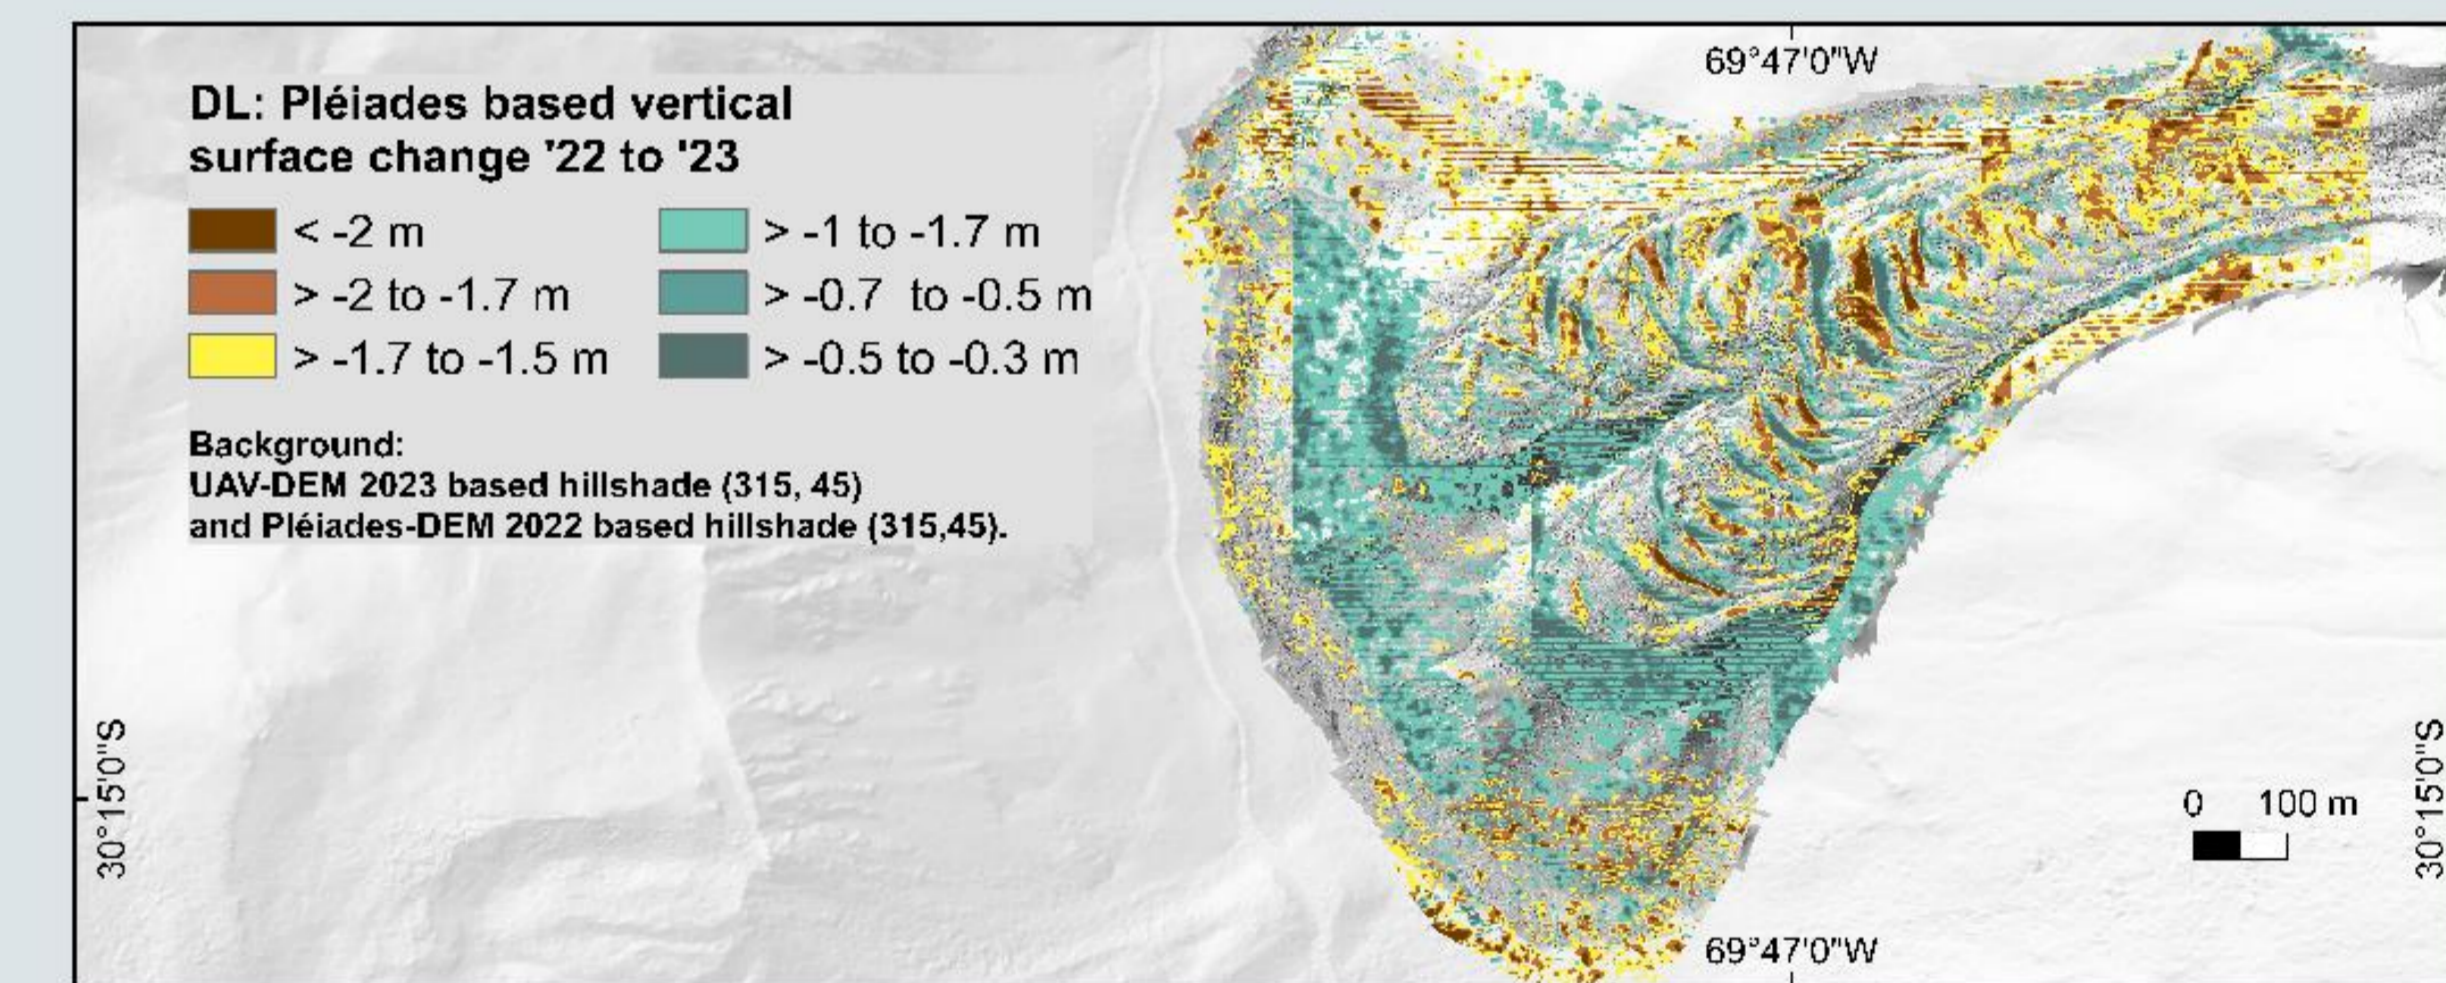 69°47'0"W
DL: Pléiades based vertical
surface change '22 to '23
< -2 m
> -2 to -1.7 m
> -1.7 to -1.5 m
> -1 to -1.7 m
> -0.7 to -0.5 m
> -0.5 to -0.3 m
Background:
UAV-DEM 2023 based hillshade (315, 45)
and Pléiades-DEM 2022 based hillshade (315,45).
30°15'0"S
30°15'0"S
0 100 m
69°47'0"W